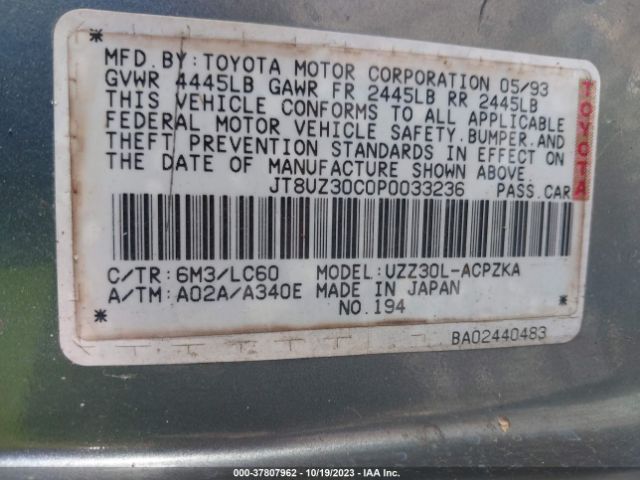 MFD.BY:TOYOTA MOTOR CORPORATION 05/93
GVWR 4445LB GAWR FR 2445LB RR 2445LB
THIS VEHICLE CONFORMS TO ALL APPLICABLE
FEDERAL MOTOR VEHICLE SAFETY.BUMPER.AND
THEFT PREVENTION STANDARDS IN EFFECT ON
THE DATE OF MANUFACTURE SHOWN ABOVE.
JT8UZ30C0P0033236 PASS.CAR
TOYOTA
C/TR:6M3/LC60 MODEL:UZZ30L-ACPZKA
A/TM:A02A/A340E MADE IN JAPAN
NO.194
BA02440483
000-37807962 | 10/19/2023 | IAA Inc.